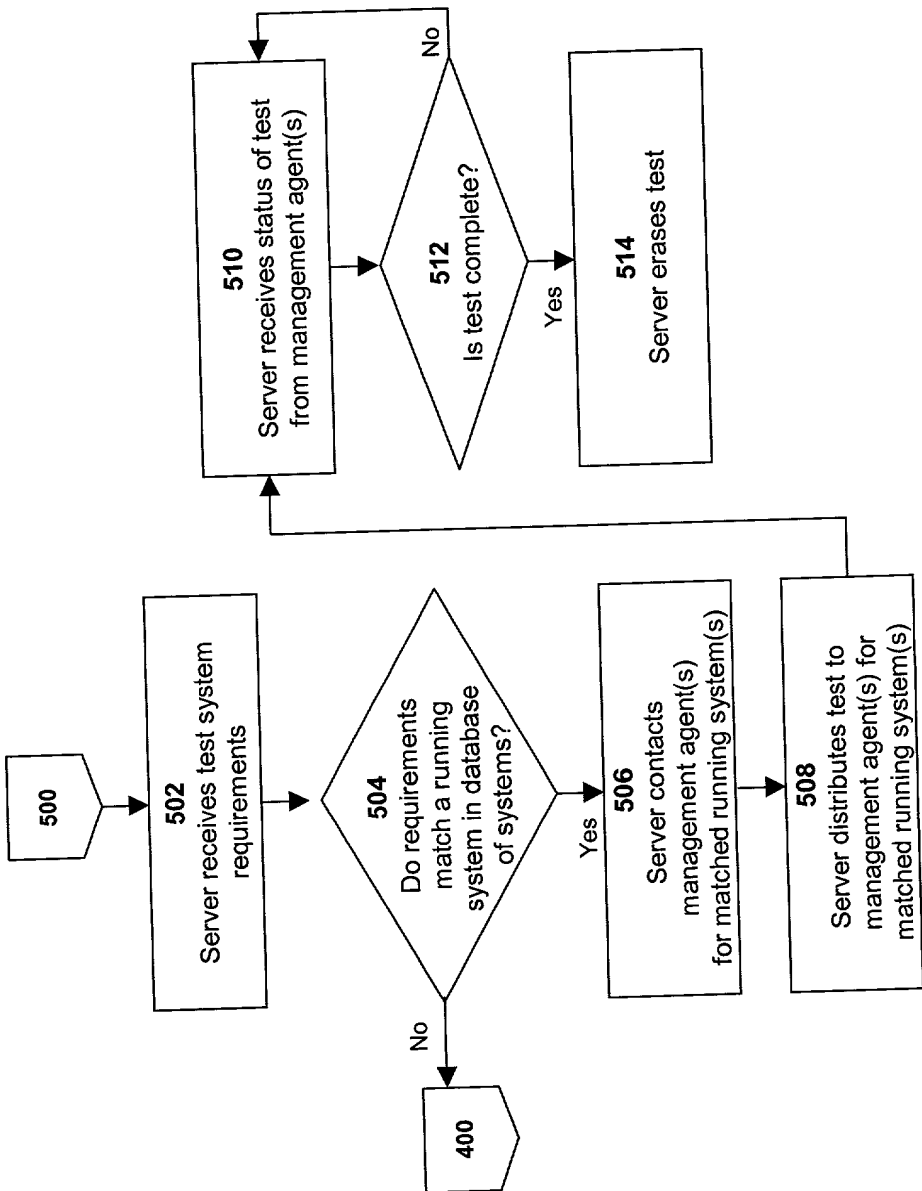 500
502
Server receives test system
requirements
504
Do requirements
match a running
system in database
of systems?
No
400
Yes
506
Server contacts
management agent(s)
for matched running system(s)
508
Server distributes test to
management agent(s) for
matched running system(s)
510
Server receives status of test
from management agent(s)
512
Is test complete?
No
Yes
514
Server erases test